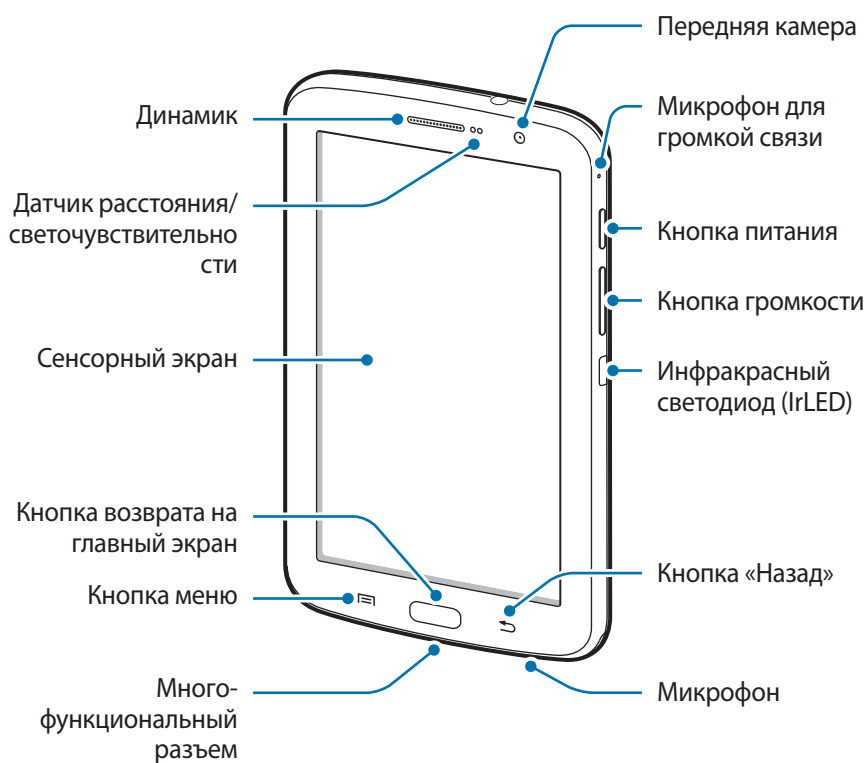 Динамик
Датчик расстояния/
светочувствительно
сти
Сенсорный экран
Кнопка возврата на
главный экран
Кнопка меню
Много-
функциональный
разъем
Передняя камера
Микрофон для
громкой связи
Кнопка питания
Кнопка громкости
Инфракрасный
светодиод (IrLED)
Кнопка «Назад»
Микрофон